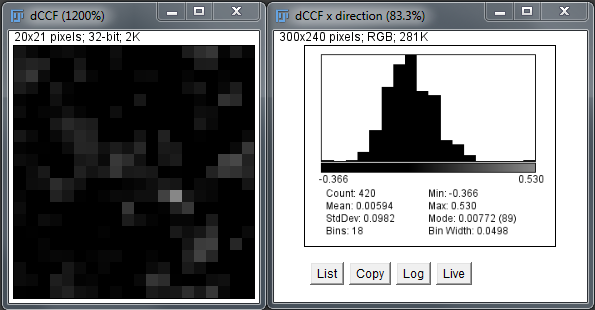 dCCF (1200%)
20x21 pixels; 32-bit; 2K
dCCF x direction (83.3%)
300x240 pixels; RGB; 281K
-0.366 0.530
Count: 420 Min: -0.366
Mean: 0.00594 Max: 0.530
StdDev: 0.0982 Mode: 0.00772 (89)
Bins: 18 Bin Width: 0.0498
List Copy Log Live